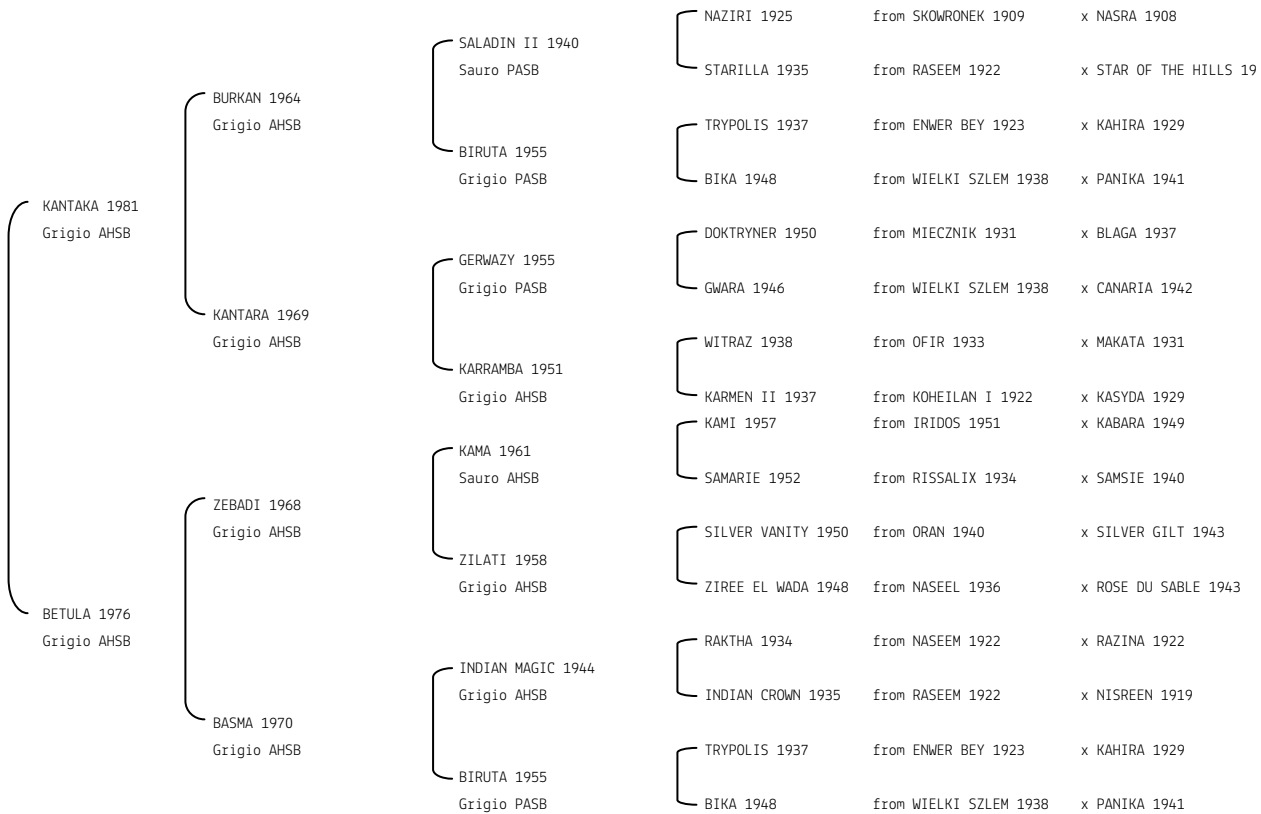 NAZIRI 1925 from SKOWRONEK 1909 x NASRA 1908
SALADIN II 1940
Sauro PASB
STARILLA 1935 from RASEEM 1922 x STAR OF THE HILLS 19
BURKAN 1964
Grigio AHSB
TRYPOLIS 1937 from ENWER BEY 1923 x KAHIRA 1929
BIRUTA 1955
Grigio PASB
BIKA 1948 from WIELKI SZLEM 1938 x PANIKA 1941
KANTAKA 1981
Grigio AHSB
DOKTRYNER 1950 from MIECZNIK 1931 x BLAGA 1937
GERWAZY 1955
Grigio PASB
GWARA 1946 from WIELKI SZLEM 1938 x CANARIA 1942
KANTARA 1969
Grigio AHSB
WITRAZ 1938 from OFIR 1933 x MAKATA 1931
KARRAMBA 1951
Grigio AHSB
KARMEN II 1937 from KOHEILAN I 1922 x KASYDA 1929
KAMI 1957 from IRIDOS 1951 x KABARA 1949
KAMA 1961
Sauro AHSB
SAMARIE 1952 from RISSALIX 1934 x SAMSIE 1940
ZEBADI 1968
Grigio AHSB
SILVER VANITY 1950 from ORAN 1940 x SILVER GILT 1943
ZILATI 1958
Grigio AHSB
ZIREE EL WADA 1948 from NASEEL 1936 x ROSE DU SABLE 1943
BETULA 1976
Grigio AHSB
RAKTHA 1934 from NASEEM 1922 x RAZINA 1922
INDIAN MAGIC 1944
Grigio AHSB
INDIAN CROWN 1935 from RASEEM 1922 x NISREEN 1919
BASMA 1970
Grigio AHSB
TRYPOLIS 1937 from ENWER BEY 1923 x KAHIRA 1929
BIRUTA 1955
Grigio PASB
BIKA 1948 from WIELKI SZLEM 1938 x PANIKA 1941